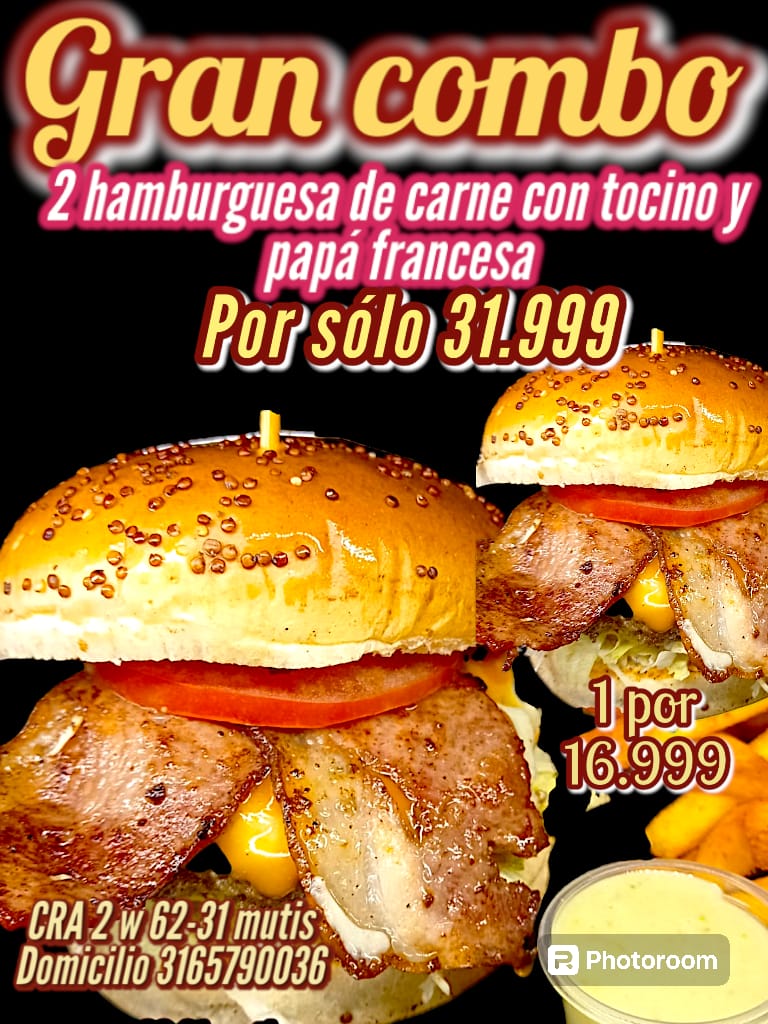 Gran combo
2 hamburguesa de carne con tocino y
papá francesa
Por sólo 31.999
1 por
16.999
CRA 2 w 62-31 mutis
Domicilio 3165790036
Photoroom